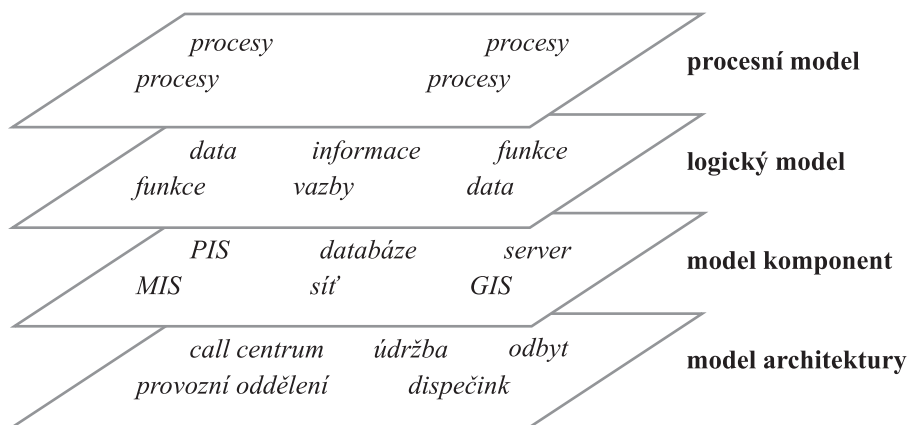 procesy procesy
procesy procesy
procesní model
data informace funkce
funkce vazby data
logický model
PIS databáze server
MIS síť GIS
model komponent
call centrum údržba odbyt
provozní oddělení dispečink
model architektury